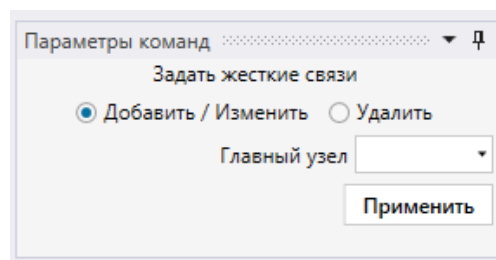 Параметры команд
Задать жесткие связи
Добавить / Изменить Удалить
Главный узел
Применить